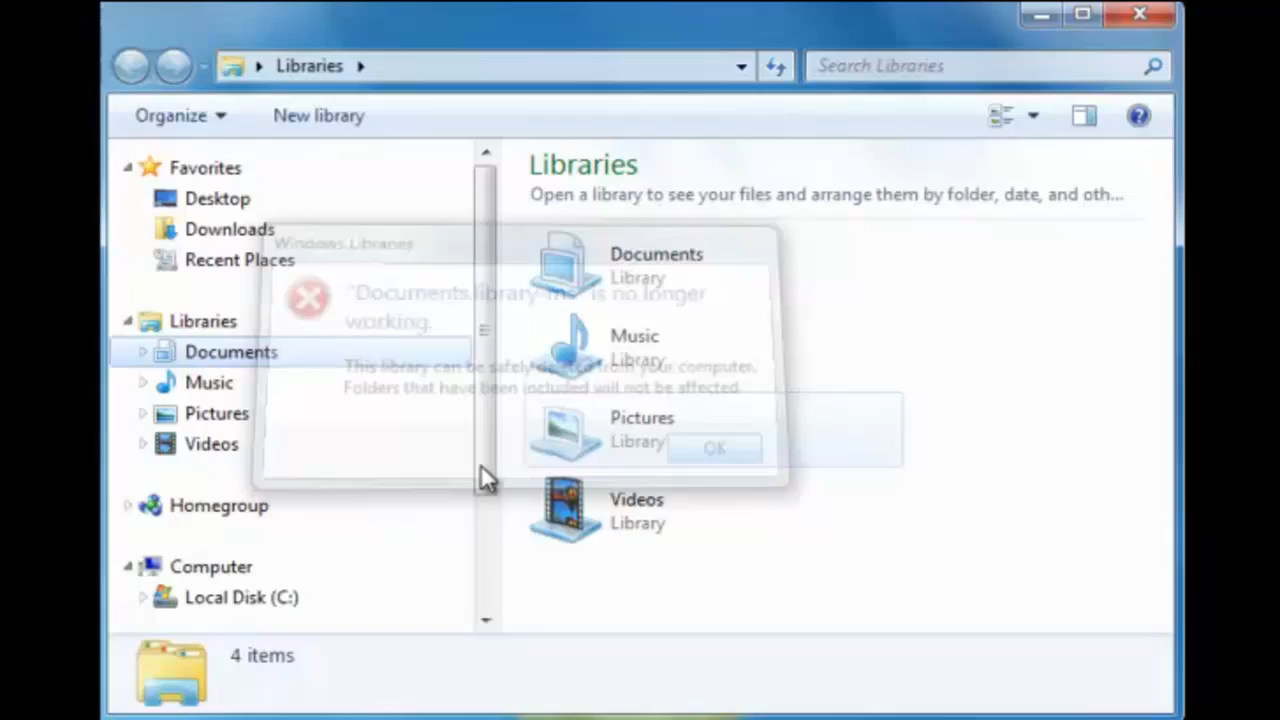 Libraries
Search Libraries
Organize
New library
Favorites
Desktop
Downloads
Recent Places
Libraries
Documents
Music
Pictures
Videos
Homegroup
Computer
Local Disk (C:)
Libraries
Open a library to see your files and arrange them by folder, date, and oth...
Documents
Library
Music
Library
Pictures
Library
Videos
Library
Windows Libraries
"Documents.library-ms" is no longer
working.
This library can be safely deleted from your computer.
Folders that have been included will not be affected.
OK
4 items